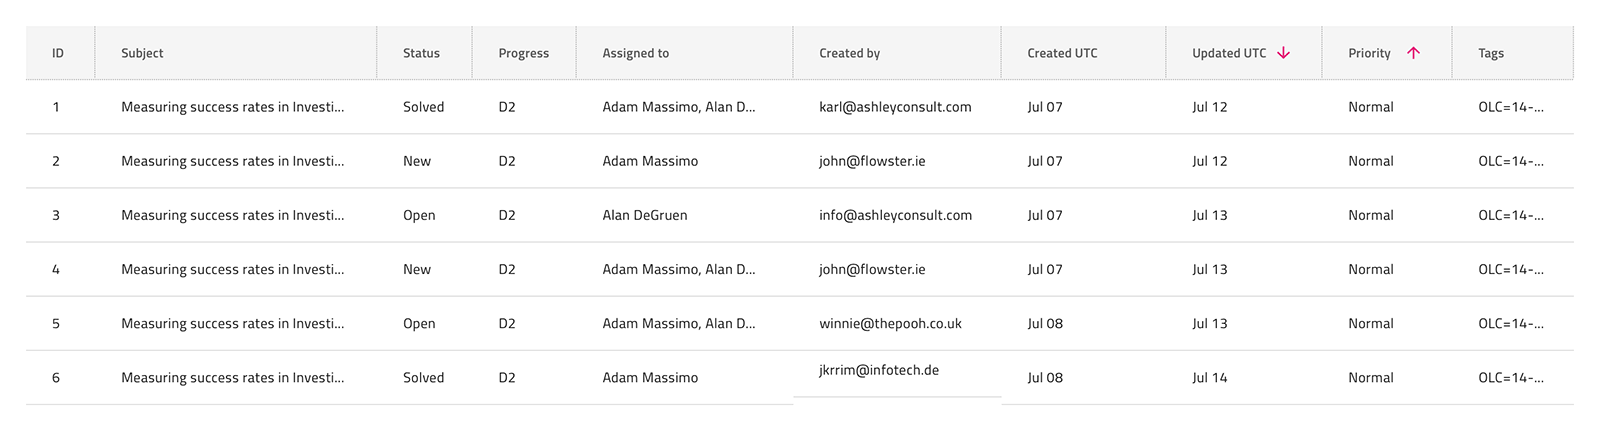 ID Subject Status Progress Assigned to Created by Created UTC Updated UTC Priority Tags
1 Measuring success rates in Investi... Solved D2 Adam Massimo, Alan D... karl@ashleyconsult.com Jul 07 Jul 12 Normal OLC=14-...
2 Measuring success rates in Investi... New D2 Adam Massimo john@flowster.ie Jul 07 Jul 12 Normal OLC=14-...
3 Measuring success rates in Investi... Open D2 Alan DeGruen info@ashleyconsult.com Jul 07 Jul 13 Normal OLC=14-...
4 Measuring success rates in Investi... New D2 Adam Massimo, Alan D... john@flowster.ie Jul 07 Jul 13 Normal OLC=14-...
5 Measuring success rates in Investi... Open D2 Adam Massimo, Alan D... winnie@thepooh.co.uk Jul 08 Jul 13 Normal OLC=14-...
6 Measuring success rates in Investi... Solved D2 Adam Massimo jkrrim@infotech.de Jul 08 Jul 14 Normal OLC=14-...